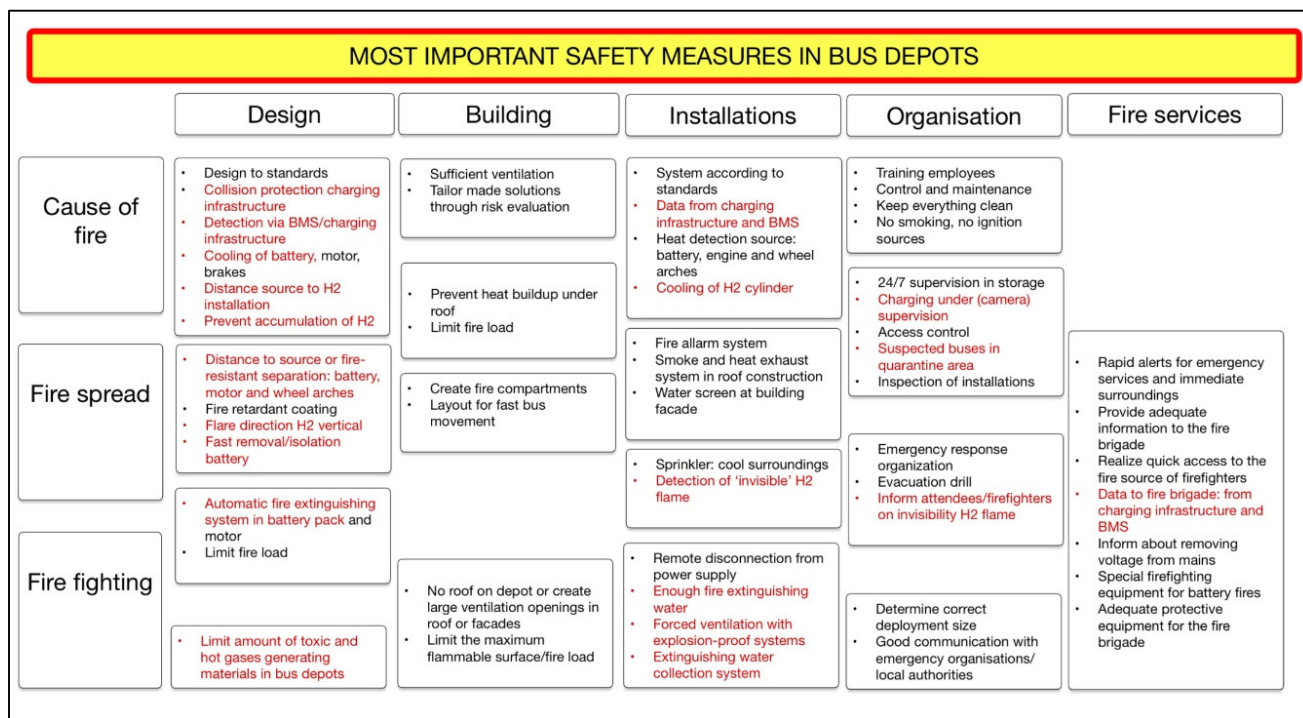 MOST IMPORTANT SAFETY MEASURES IN BUS DEPOTS
Design
Building
Installations
Organisation
Fire services
Cause of
fire
• Design to standards
• Collision protection charging
infrastructure
• Detection via BMS/charging
infrastructure
• Cooling of battery, motor,
brakes
• Distance source to H2
installation
• Prevent accumulation of H2
• Sufficient ventilation
• Tailor made solutions
through risk evaluation
• Prevent heat buildup under
roof
• Limit fire load
• System according to
standards
• Data from charging
infrastructure and BMS
• Heat detection source:
battery, engine and wheel
arches
• Cooling of H2 cylinder
• Training employees
• Control and maintenance
• Keep everything clean
• No smoking, no ignition
sources
• 24/7 supervision in storage
• Charging under (camera)
supervision
• Access control
• Suspected buses in
quarantine area
• Inspection of installations
Fire spread
• Distance to source or fire-
resistant separation: battery,
motor and wheel arches
• Fire retardant coating
• Flare direction H2 vertical
• Fast removal/isolation
battery
• Create fire compartments
• Layout for fast bus
movement
• Fire allarm system
• Smoke and heat exhaust
system in roof construction
• Water screen at building
facade
• Sprinkler: cool surroundings
• Detection of ‘invisible’ H2
flame
• Emergency response
organization
• Evacuation drill
• Inform attendees/firefighters
on invisibility H2 flame
• Rapid alerts for emergency
services and immediate
surroundings
• Provide adequate
information to the fire
brigade
• Realize quick access to the
fire source of firefighters
• Data to fire brigade: from
charging infrastructure and
BMS
• Inform about removing
voltage from mains
• Special firefighting
equipment for battery fires
• Adequate protective
equipment for the fire
brigade
Fire fighting
• Automatic fire extinguishing
system in battery pack and
motor
• Limit fire load
• Limit amount of toxic and
hot gases generating
materials in bus depots
• No roof on depot or create
large ventilation openings in
roof or facades
• Limit the maximum
flammable surface/fire load
• Remote disconnection from
power supply
• Enough fire extinguishing
water
• Forced ventilation with
explosion-proof systems
• Extinguishing water
collection system
• Determine correct
deployment size
• Good communication with
emergency organisations/
local authorities